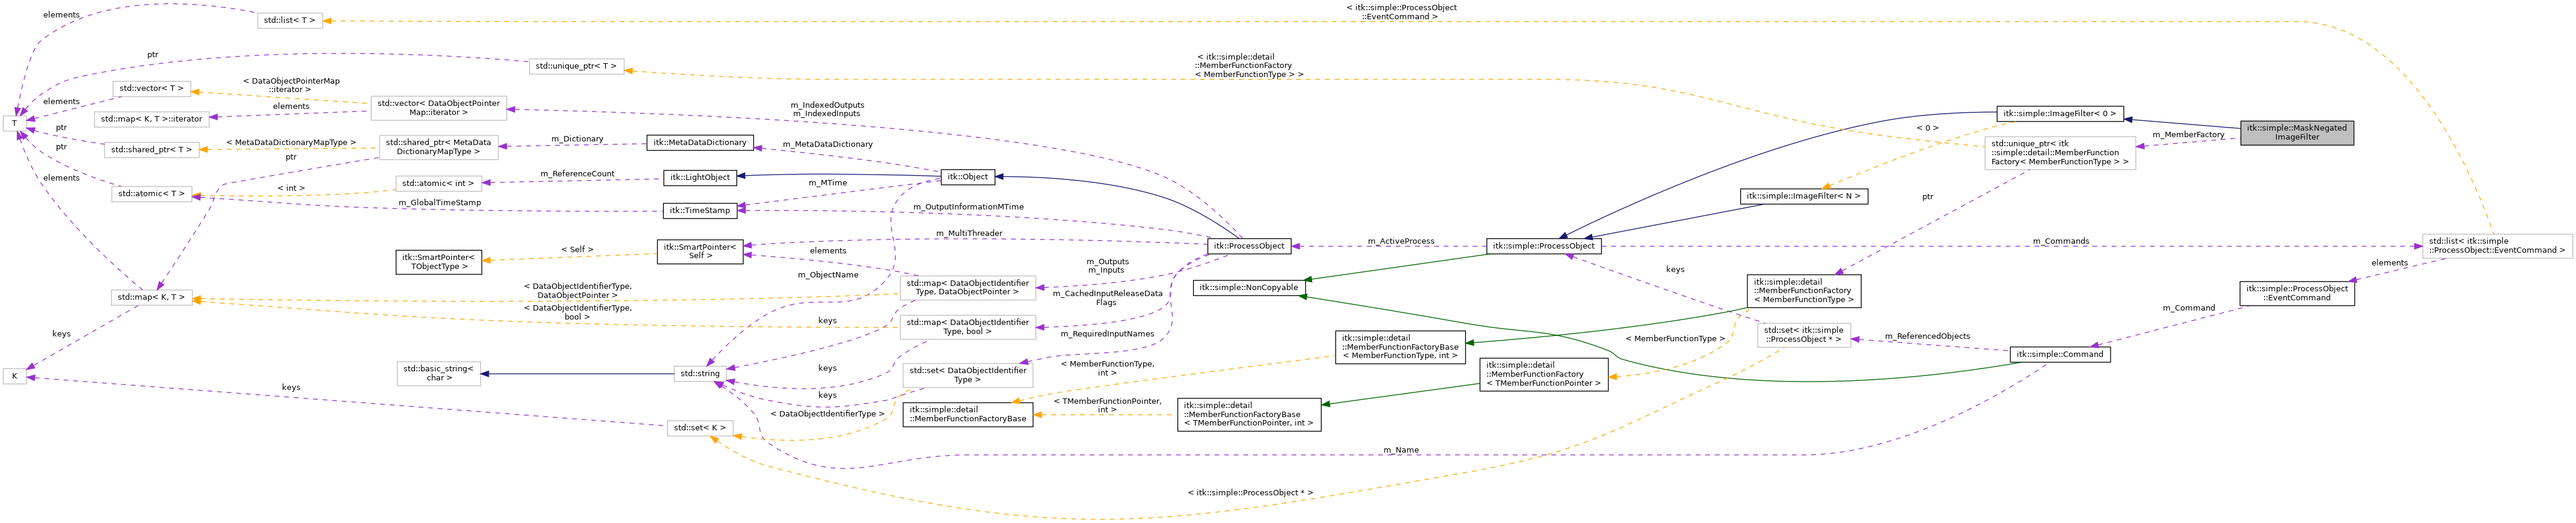 elements
std::list< T >
< itk::simple::ProcessObject
::EventCommand >
ptr
std::unique_ptr< T >
< itk::simple::detail
::MemberFunctionFactory
< MemberFunctionType > >
std::vector< T >
< DataObjectPointerMap
::iterator >
elements
elements
std::map< K, T >::iterator
std::vector< DataObjectPointer
Map::iterator >
m_IndexedOutputs
m_IndexedInputs
itk::simple::ImageFilter< 0 >
T
ptr
std::shared_ptr< T >
< MetaDataDictionaryMapType >
std::shared_ptr< MetaData
DictionaryMapType >
m_Dictionary
itk::MetaDataDictionary
m_MetaDataDictionary
< 0 >
std::unique_ptr< itk
::simple::detail::MemberFunction
Factory< MemberFunctionType > >
m_MemberFactory
itk::simple::MaskNegated
ImageFilter
ptr
ptr
elements
std::atomic< T >
< int >
std::atomic< int >
m_ReferenceCount
itk::LightObject
itk::Object
m_MTime
m_GlobalTimeStamp
itk::TimeStamp
m_OutputInformationMTime
itk::simple::ImageFilter< N >
ptr
itk::SmartPointer<
TObjectType >
< Self >
itk::SmartPointer<
Self >
m_MultiThreader
elements
itk::ProcessObject
m_ActiveProcess
itk::simple::ProcessObject
m_Commands
std::list< itk::simple
::ProcessObject::EventCommand >
m_ObjectName
m_Outputs
m_Inputs
keys
elements
std::map< K, T >
< DataObjectIdentifierType,
DataObjectPointer >
std::map< DataObjectIdentifier
Type, DataObjectPointer >
itk::simple::NonCopyable
itk::simple::detail
::MemberFunctionFactory
< MemberFunctionType >
itk::simple::ProcessObject
::EventCommand
m_CachedInputReleaseData
Flags
< DataObjectIdentifierType,
bool >
keys
std::map< DataObjectIdentifier
Type, bool >
m_Command
keys
m_RequiredInputNames
itk::simple::detail
::MemberFunctionFactoryBase
< MemberFunctionType, int >
< MemberFunctionType >
std::set< itk::simple
::ProcessObject * >
m_ReferencedObjects
itk::simple::Command
K
std::basic_string<
char >
std::string
keys
std::set< DataObjectIdentifier
Type >
< MemberFunctionType,
int >
itk::simple::detail
::MemberFunctionFactory
< TMemberFunctionPointer >
keys
keys
< DataObjectIdentifierType >
itk::simple::detail
::MemberFunctionFactoryBase
< TMemberFunctionPointer,
int >
itk::simple::detail
::MemberFunctionFactoryBase
< TMemberFunctionPointer, int >
std::set< K >
m_Name
< itk::simple::ProcessObject * >